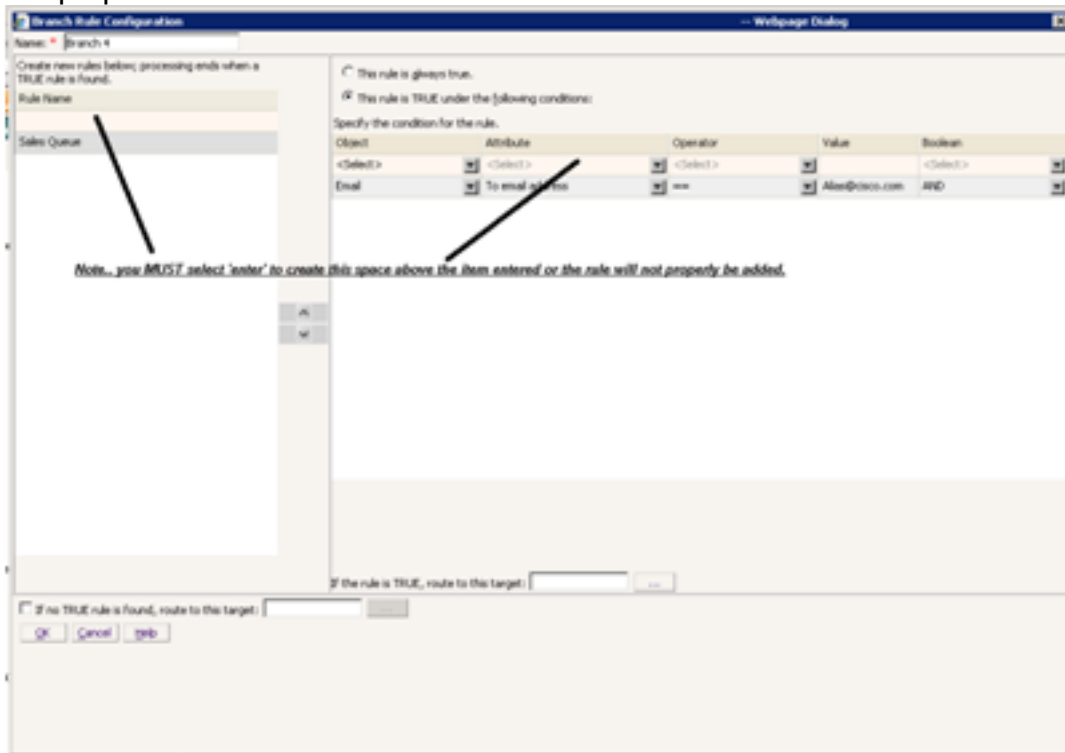 Branch Rule Configuration -- Webpage Dialog
Name: * Branch 4
Create new rules below; processing ends when a
TRUE rule is found.
Rule Name
Sales Queue
This rule is always true.
This rule is TRUE under the following conditions:
Specify the condition for the rule.
Object Attribute Operator Value Boolean
<Select> <Select> <Select> <Select>
Email To email address == Alias@cisco.com AND
Note.. you MUST select 'enter' to create this space above the item entered or the rule will not properly be added.
If the rule is TRUE, route to this target: ...
If no TRUE rule is found, route to this target: ...
OK Cancel Help